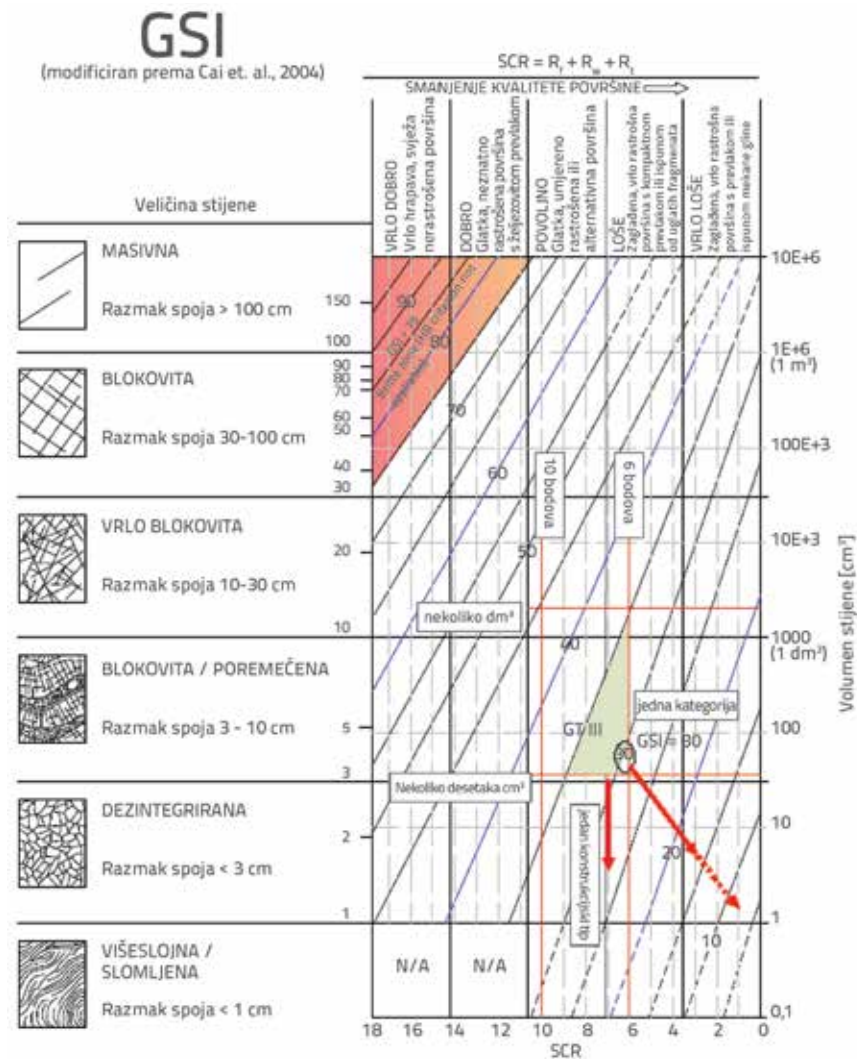 GSI
(modificiran prema Cai et. al., 2004)
SCR = Rr + Rw + Rt
SMANJENJE KVALITETE POVRŠINE
Veličina stijene
VRLO DOBRO
Vrlo hrapava, svježa
nerastrošena površina
DOBRO
Glatka, neznatno
rastrošena površina
s željezovitom prevlakom
POVOLJNO
Glatka, umjereno
rastrošena ili
alternativna površina
LOŠE
Zaglađena, vrlo rastrošna
površina s kompaktnom
prevlakom ili ispunom
od uglatih fragmenata
VRLO LOŠE
Zaglađena, vrlo rastrošna
površina s prevlakom ili
ispunom mekane gline
MASIVNA
Razmak spoja > 100 cm
BLOKOVITA
Razmak spoja 30-100 cm
VRLO BLOKOVITA
Razmak spoja 10-30 cm
BLOKOVITA / POREMEČENA
Razmak spoja 3 - 10 cm
DEZINTEGRIRANA
Razmak spoja < 3 cm
VIŠESLOJNA /
SLOMLJENA
Razmak spoja < 1 cm
150
100
90
80
70
60
50
40
30
20
10
5
3
2
1
90
80
70
60
50
40
30
20
10
10 bodova
6 bodova
nekoliko dm³
Nekoliko desetaka cm³
GT III
GSI = 30
jedna kategorija
N/A
N/A
10E+6
1E+6
(1 m³)
100E+3
10E+3
1000
(1 dm³)
100
10
1
0,1
Volumen stijene [cm³]
18 16 14 12 10 8 6 4 2 0
SCR